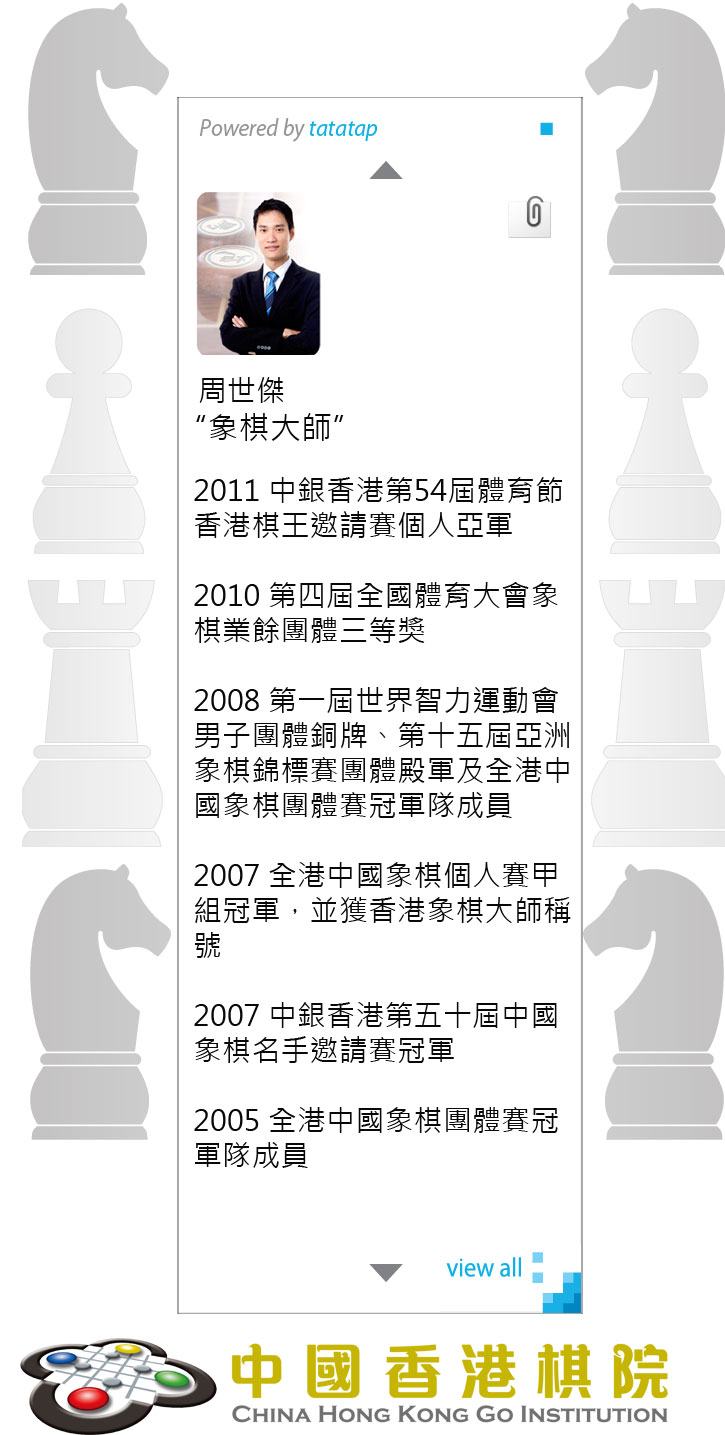 Powered by tatatap
周世傑
“象棋大師”
2011 中銀香港第54屆體育節
香港棋王邀請賽個人亞軍
2010 第四屆全國體育大會象
棋業餘團體三等獎
2008 第一屆世界智力運動會
男子團體銅牌、第十五屆亞洲
象棋錦標賽團體殿軍及全港中
國象棋團體賽冠軍隊成員
2007 全港中國象棋個人賽甲
組冠軍，並獲香港象棋大師稱
號
2007 中銀香港第五十屆中國
象棋名手邀請賽冠軍
2005 全港中國象棋團體賽冠
軍隊成員
view all
中國香港棋院
CHINA HONG KONG GO INSTITUTION